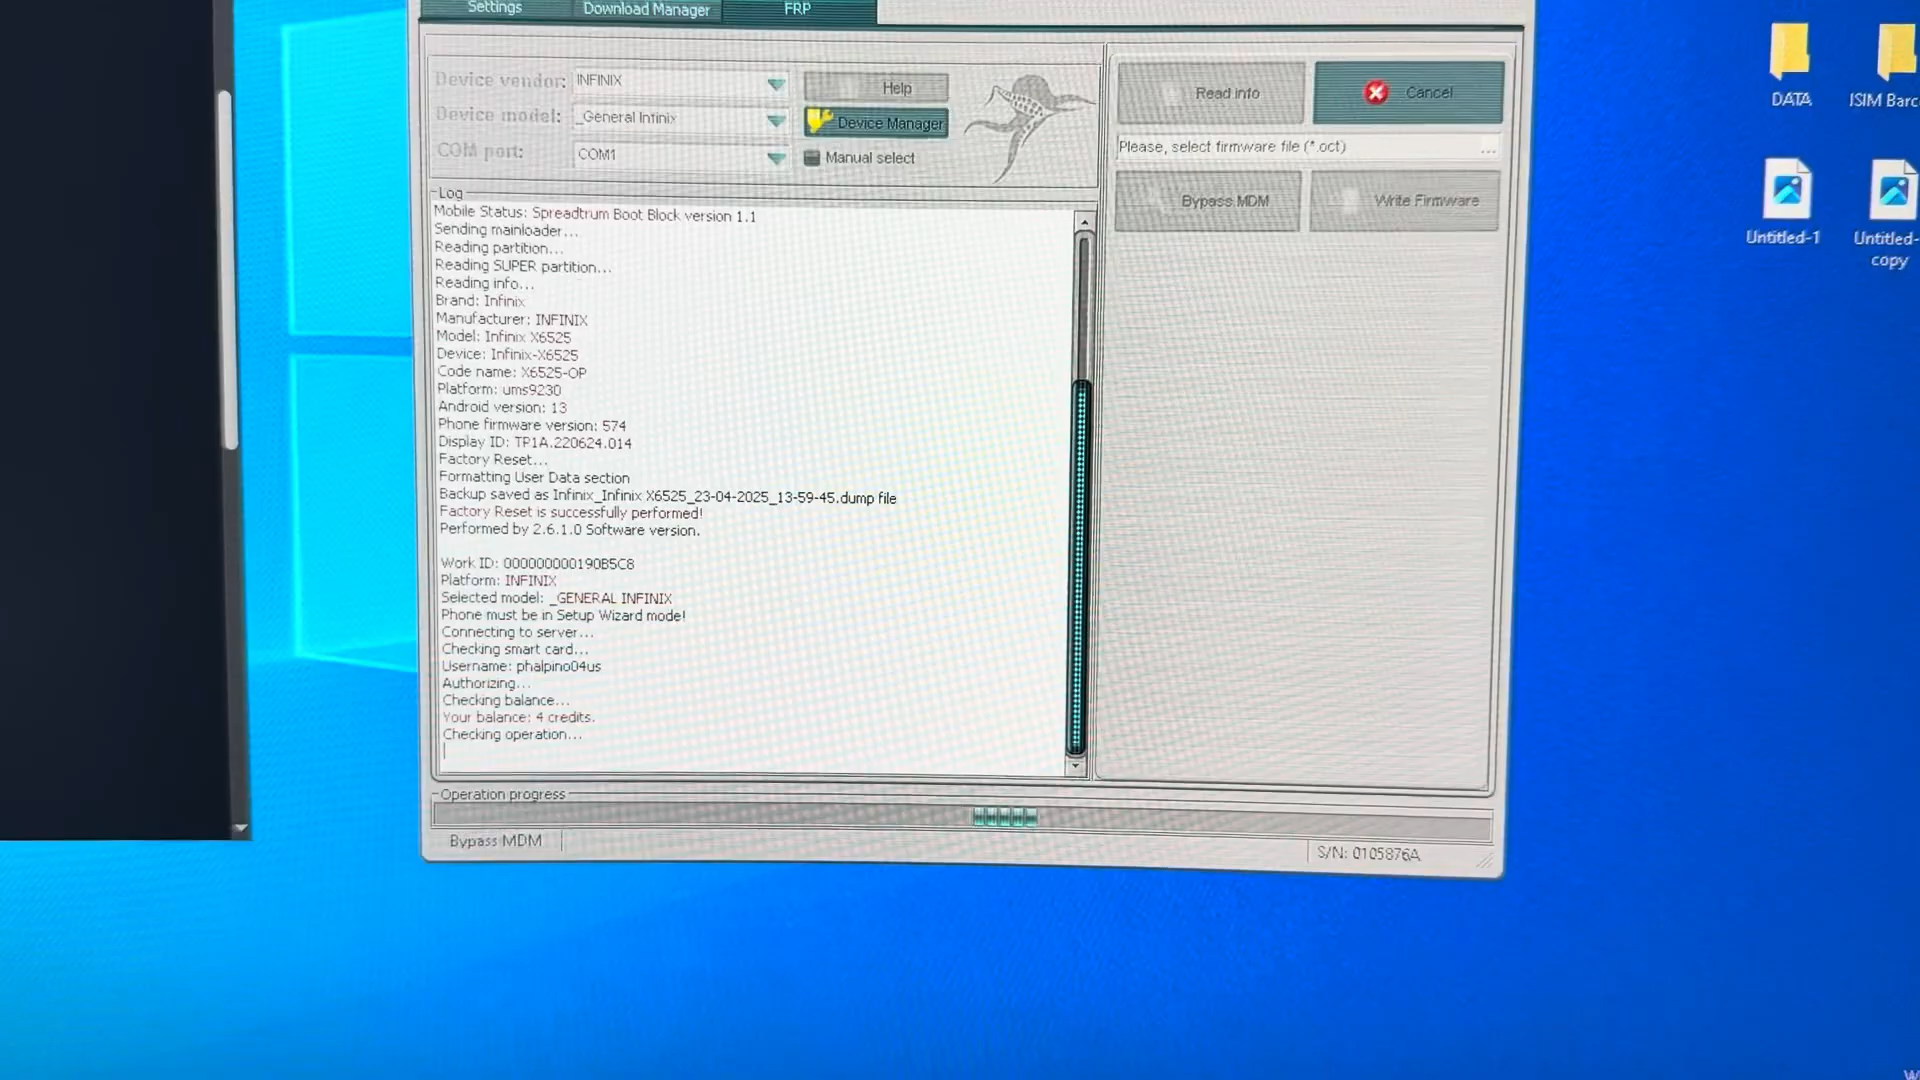 Settings
Download Manager
FRP
Device vendor:
INFINIX
Help
Device model:
_General Infinix
Device Manager
COM port:
COM1
Manual select
Read info
Cancel
Please, select firmware file (*.oct)
...
Bypass MDM
Write Firmware
Log
Mobile Status: Spreadtrum Boot Block version 1.1
Sending mainloader...
Reading partition...
Reading SUPER partition...
Reading info...
Brand: Infinix
Manufacturer: INFINIX
Model: Infinix X6525
Device: Infinix-X6525
Code name: X6525-OP
Platform: ums9230
Android version: 13
Phone firmware version: 574
Display ID: TP1A.220624.014
Factory Reset...
Formatting User Data section
Backup saved as Infinix_Infinix X6525_23-04-2025_13-59-45.dump file
Factory Reset is successfully performed!
Performed by 2.6.1.0 Software version.
Work ID: 000000000190B5C8
Platform: INFINIX
Selected model: _GENERAL INFINIX
Phone must be in Setup Wizard mode!
Connecting to server...
Checking smart card...
Username: phalpino04us
Authorizing...
Checking balance...
Your balance: 4 credits.
Checking operation...
Operation progress
Bypass MDM
S/N: 0105876A
DATA
ISIM Barc
Untitled-1
Untitled-
copy